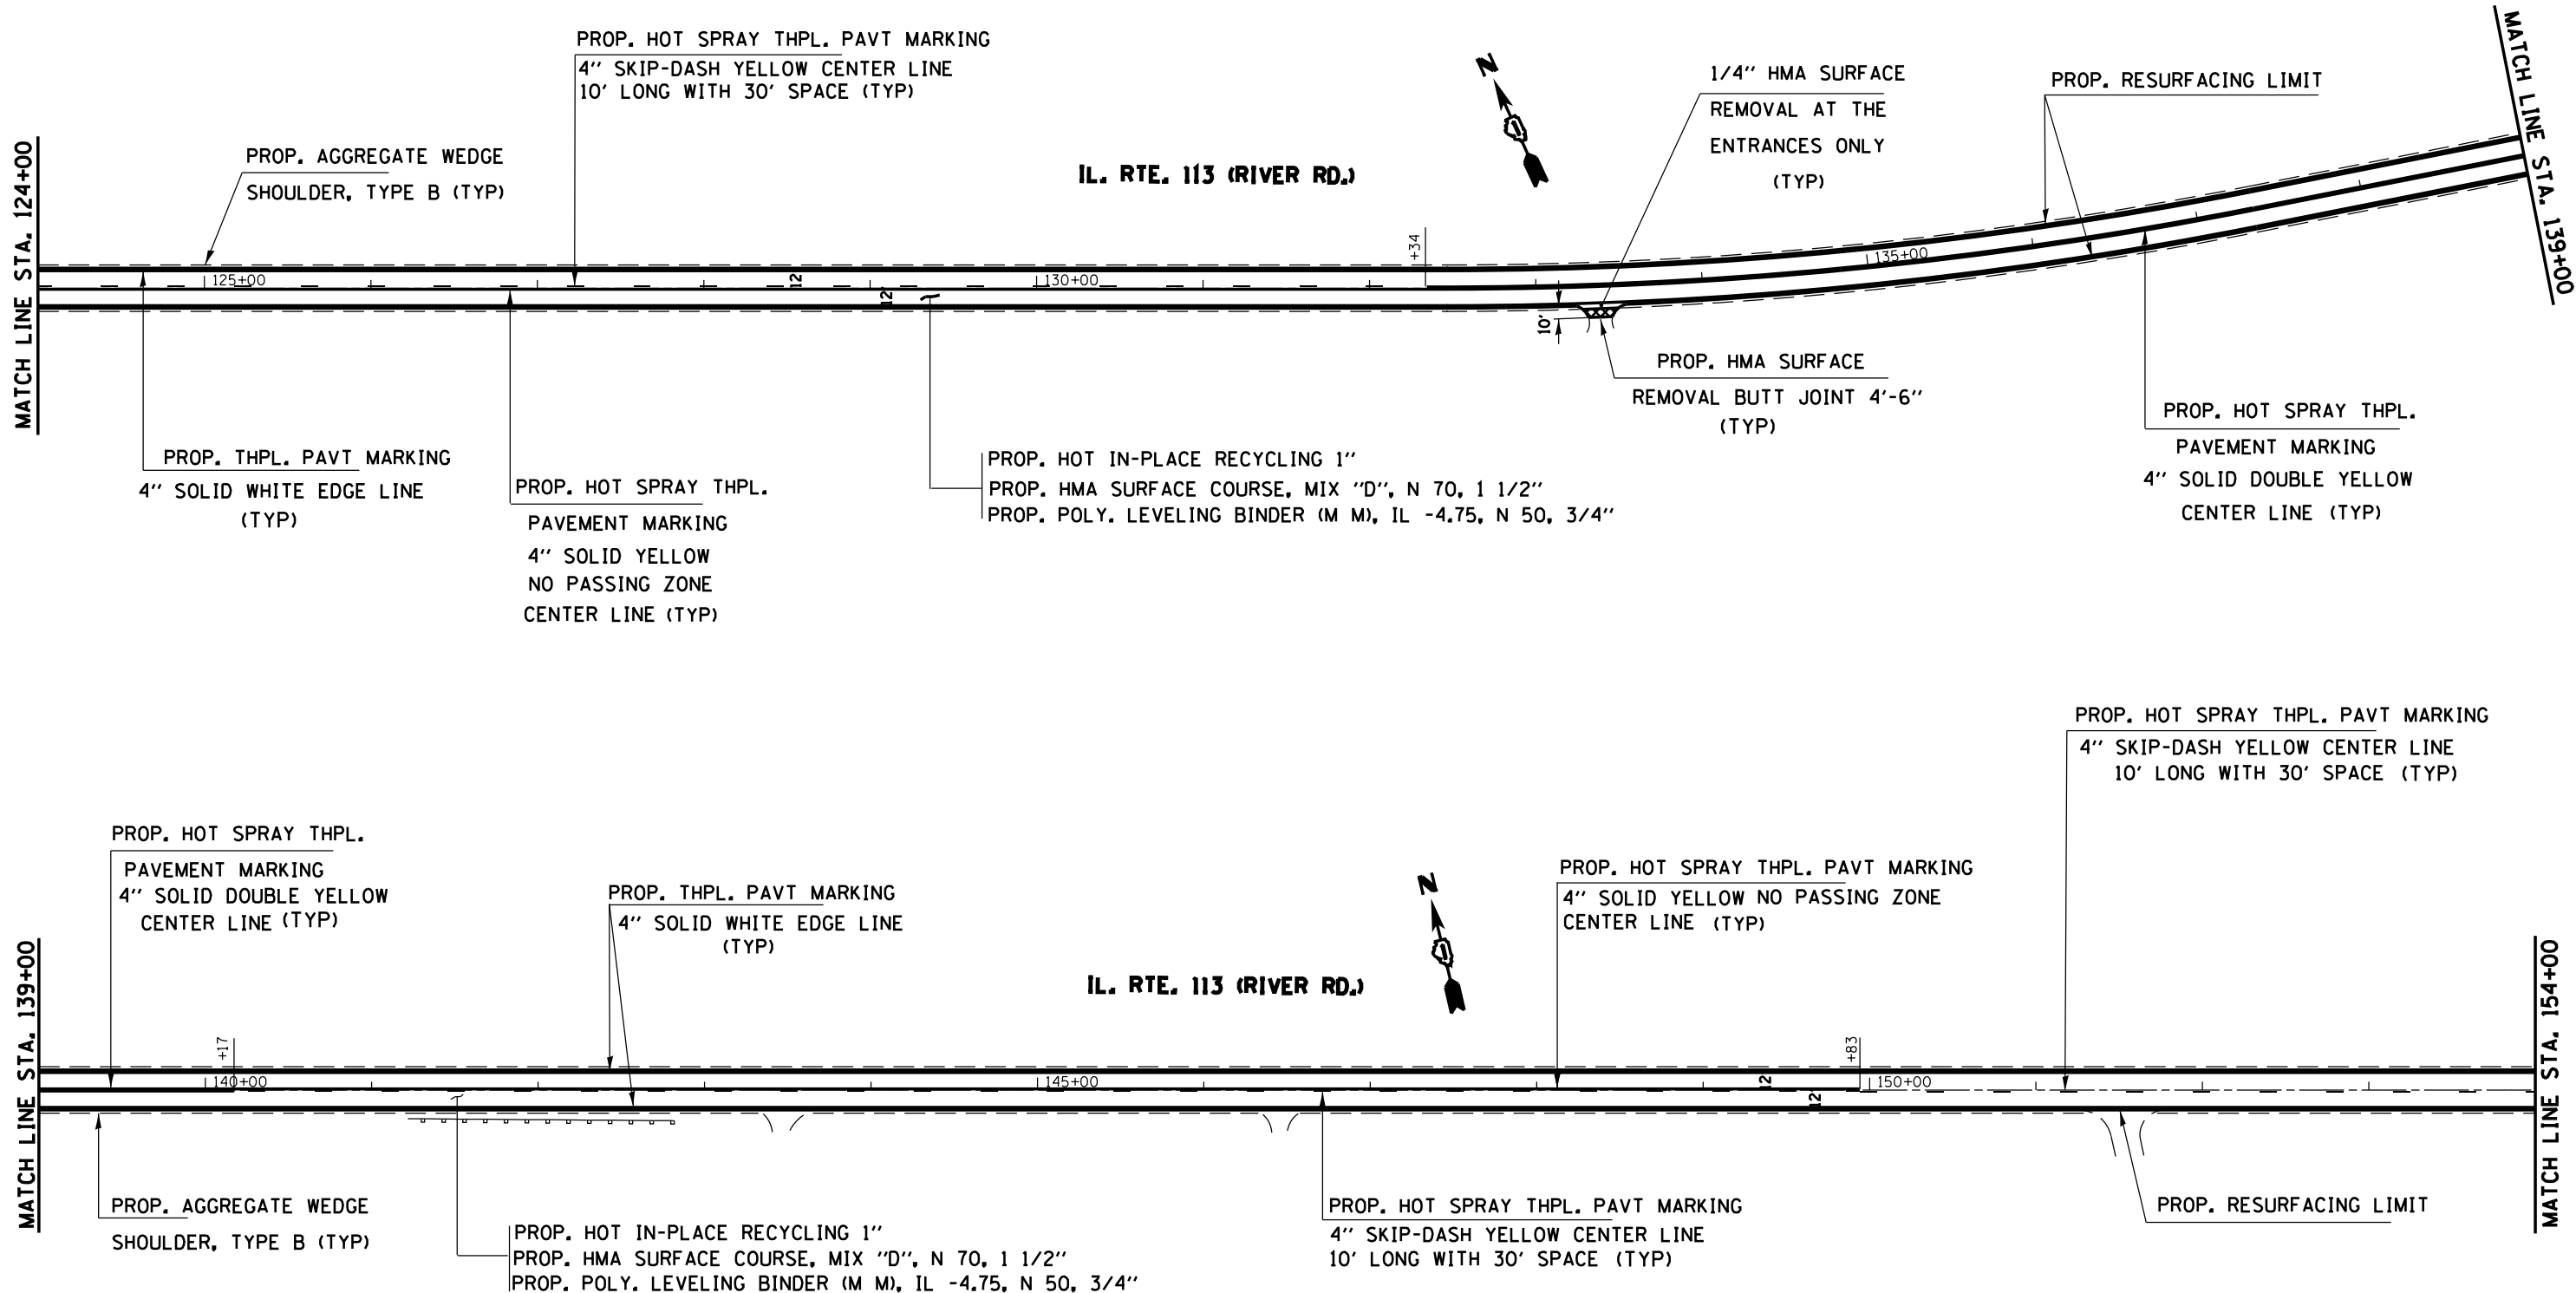 MATCH LINE STA. 124+00
PROP. AGGREGATE WEDGE
SHOULDER, TYPE B (TYP)
PROP. HOT SPRAY THPL. PAVT MARKING
4" SKIP-DASH YELLOW CENTER LINE
10' LONG WITH 30' SPACE (TYP)
IL. RTE. 113 (RIVER RD.)
N
1/4" HMA SURFACE
REMOVAL AT THE
ENTRANCES ONLY
(TYP)
PROP. RESURFACING LIMIT
MATCH LINE STA. 139+00
125+00
12'
12'
130+00
+34
10'
135+00
PROP. THPL. PAVT MARKING
4" SOLID WHITE EDGE LINE
(TYP)
PROP. HOT SPRAY THPL.
PAVEMENT MARKING
4" SOLID YELLOW
NO PASSING ZONE
CENTER LINE (TYP)
PROP. HOT IN-PLACE RECYCLING 1"
PROP. HMA SURFACE COURSE, MIX "D", N 70, 1 1/2"
PROP. POLY. LEVELING BINDER (M M), IL -4.75, N 50, 3/4"
PROP. HMA SURFACE
REMOVAL BUTT JOINT 4'-6"
(TYP)
PROP. HOT SPRAY THPL.
PAVEMENT MARKING
4" SOLID DOUBLE YELLOW
CENTER LINE (TYP)
MATCH LINE STA. 139+00
PROP. HOT SPRAY THPL.
PAVEMENT MARKING
4" SOLID DOUBLE YELLOW
CENTER LINE (TYP)
PROP. THPL. PAVT MARKING
4" SOLID WHITE EDGE LINE
(TYP)
IL. RTE. 113 (RIVER RD.)
N
PROP. HOT SPRAY THPL. PAVT MARKING
4" SOLID YELLOW NO PASSING ZONE
CENTER LINE (TYP)
PROP. HOT SPRAY THPL. PAVT MARKING
4" SKIP-DASH YELLOW CENTER LINE
10' LONG WITH 30' SPACE (TYP)
MATCH LINE STA. 154+00
+17
140+00
145+00
12'
12'
+83
150+00
PROP. AGGREGATE WEDGE
SHOULDER, TYPE B (TYP)
PROP. HOT IN-PLACE RECYCLING 1"
PROP. HMA SURFACE COURSE, MIX "D", N 70, 1 1/2"
PROP. POLY. LEVELING BINDER (M M), IL -4.75, N 50, 3/4"
PROP. HOT SPRAY THPL. PAVT MARKING
4" SKIP-DASH YELLOW CENTER LINE
10' LONG WITH 30' SPACE (TYP)
PROP. RESURFACING LIMIT